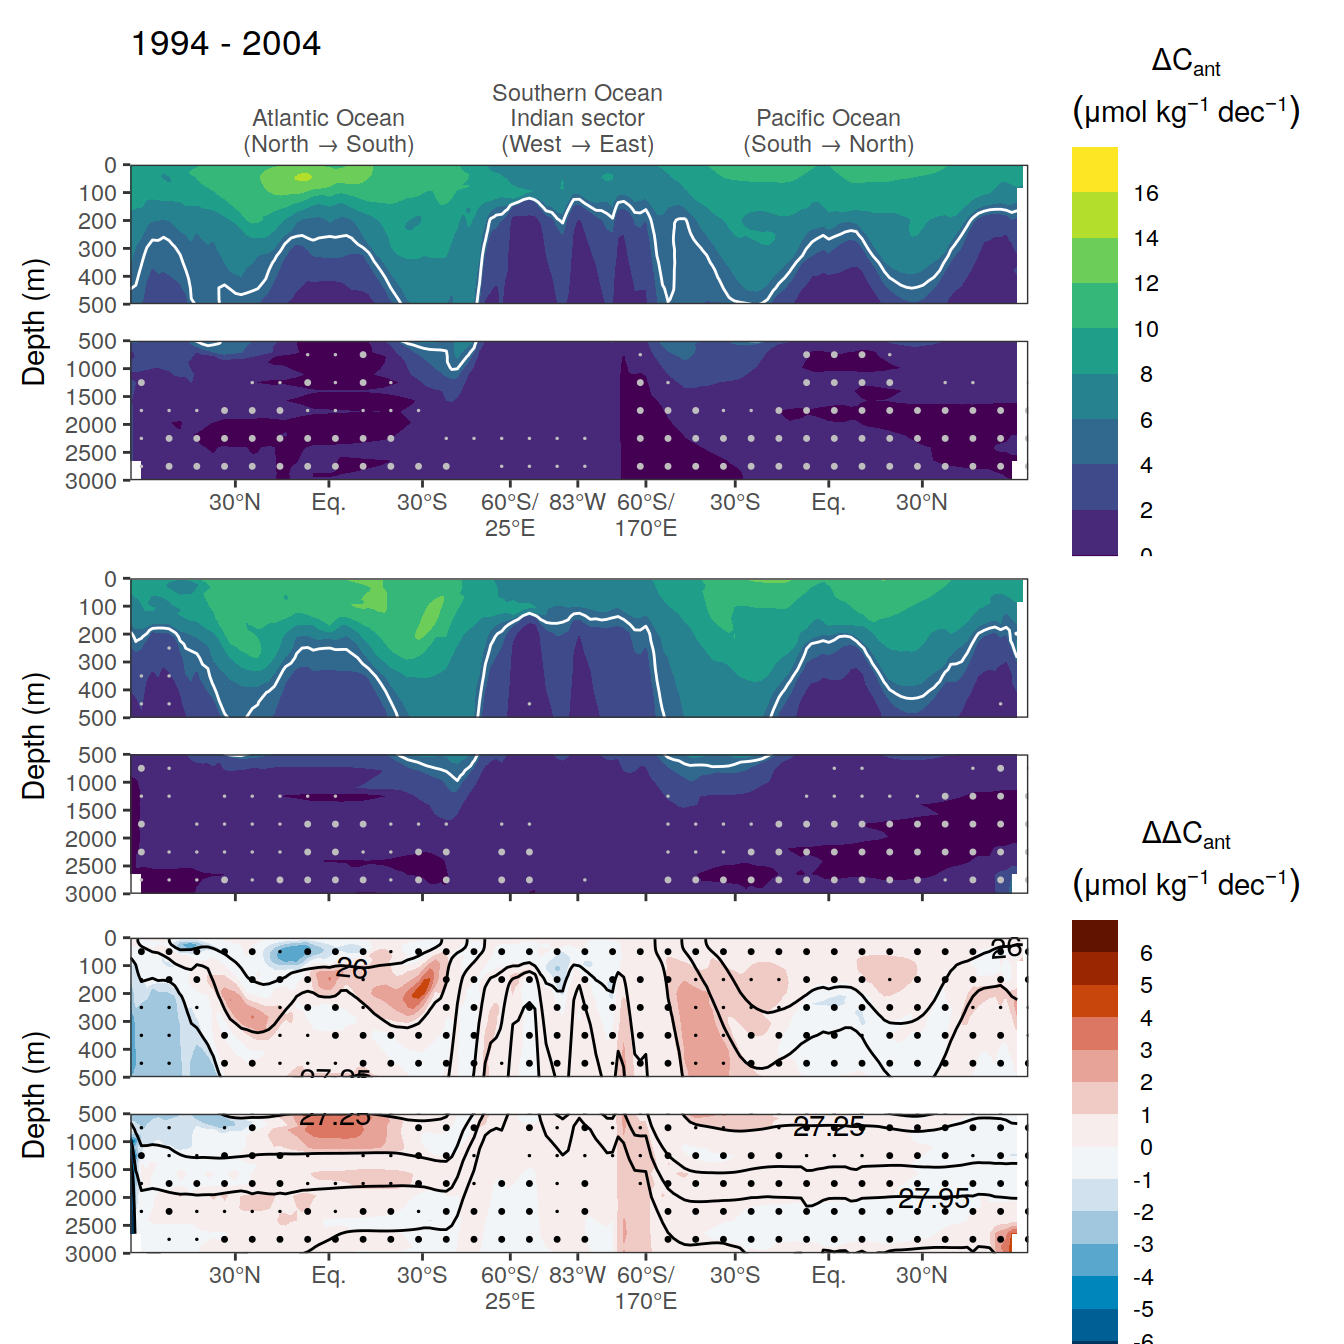 1994 - 2004
Atlantic Ocean
(North → South)
Southern Ocean
Indian sector
(West → East)
Pacific Ocean
(South → North)
ΔCant
(μmol kg⁻¹ dec⁻¹)
16
14
12
10
8
6
4
2
0
Depth (m)
0
100
200
300
400
500
500
1000
1500
2000
2500
3000
30°N
Eq.
30°S
60°S/
25°E
83°W
60°S/
170°E
30°S
Eq.
30°N
Depth (m)
0
100
200
300
400
500
500
1000
1500
2000
2500
3000
ΔΔCant
(μmol kg⁻¹ dec⁻¹)
6
5
4
3
2
1
0
-1
-2
-3
-4
-5
-6
Depth (m)
0
100
200
300
400
500
26
26
27.25
500
1000
1500
2000
2500
3000
27.25
27.25
27.95
30°N
Eq.
30°S
60°S/
25°E
83°W
60°S/
170°E
30°S
Eq.
30°N